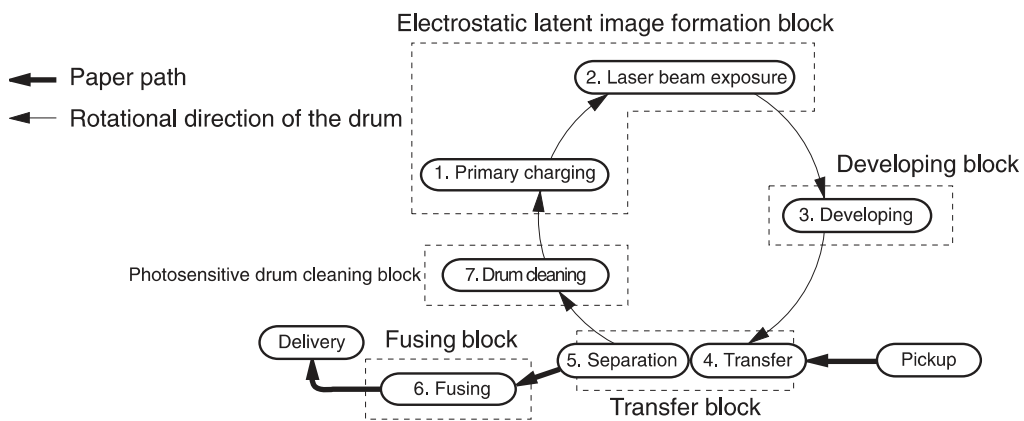 Electrostatic latent image formation block
Paper path
2. Laser beam exposure
Rotational direction of the drum
1. Primary charging
Developing block
3. Developing
Photosensitive drum cleaning block
7. Drum cleaning
Delivery
Fusing block
5. Separation
4. Transfer
Pickup
6. Fusing
Transfer block